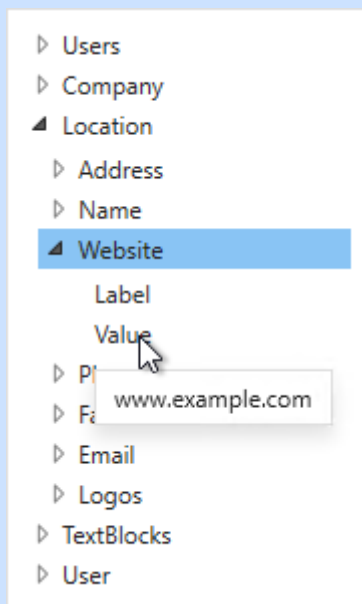 Users
Company
Location
Address
Name
Website
Label
Value
www.example.com
Email
Logos
TextBlocks
User